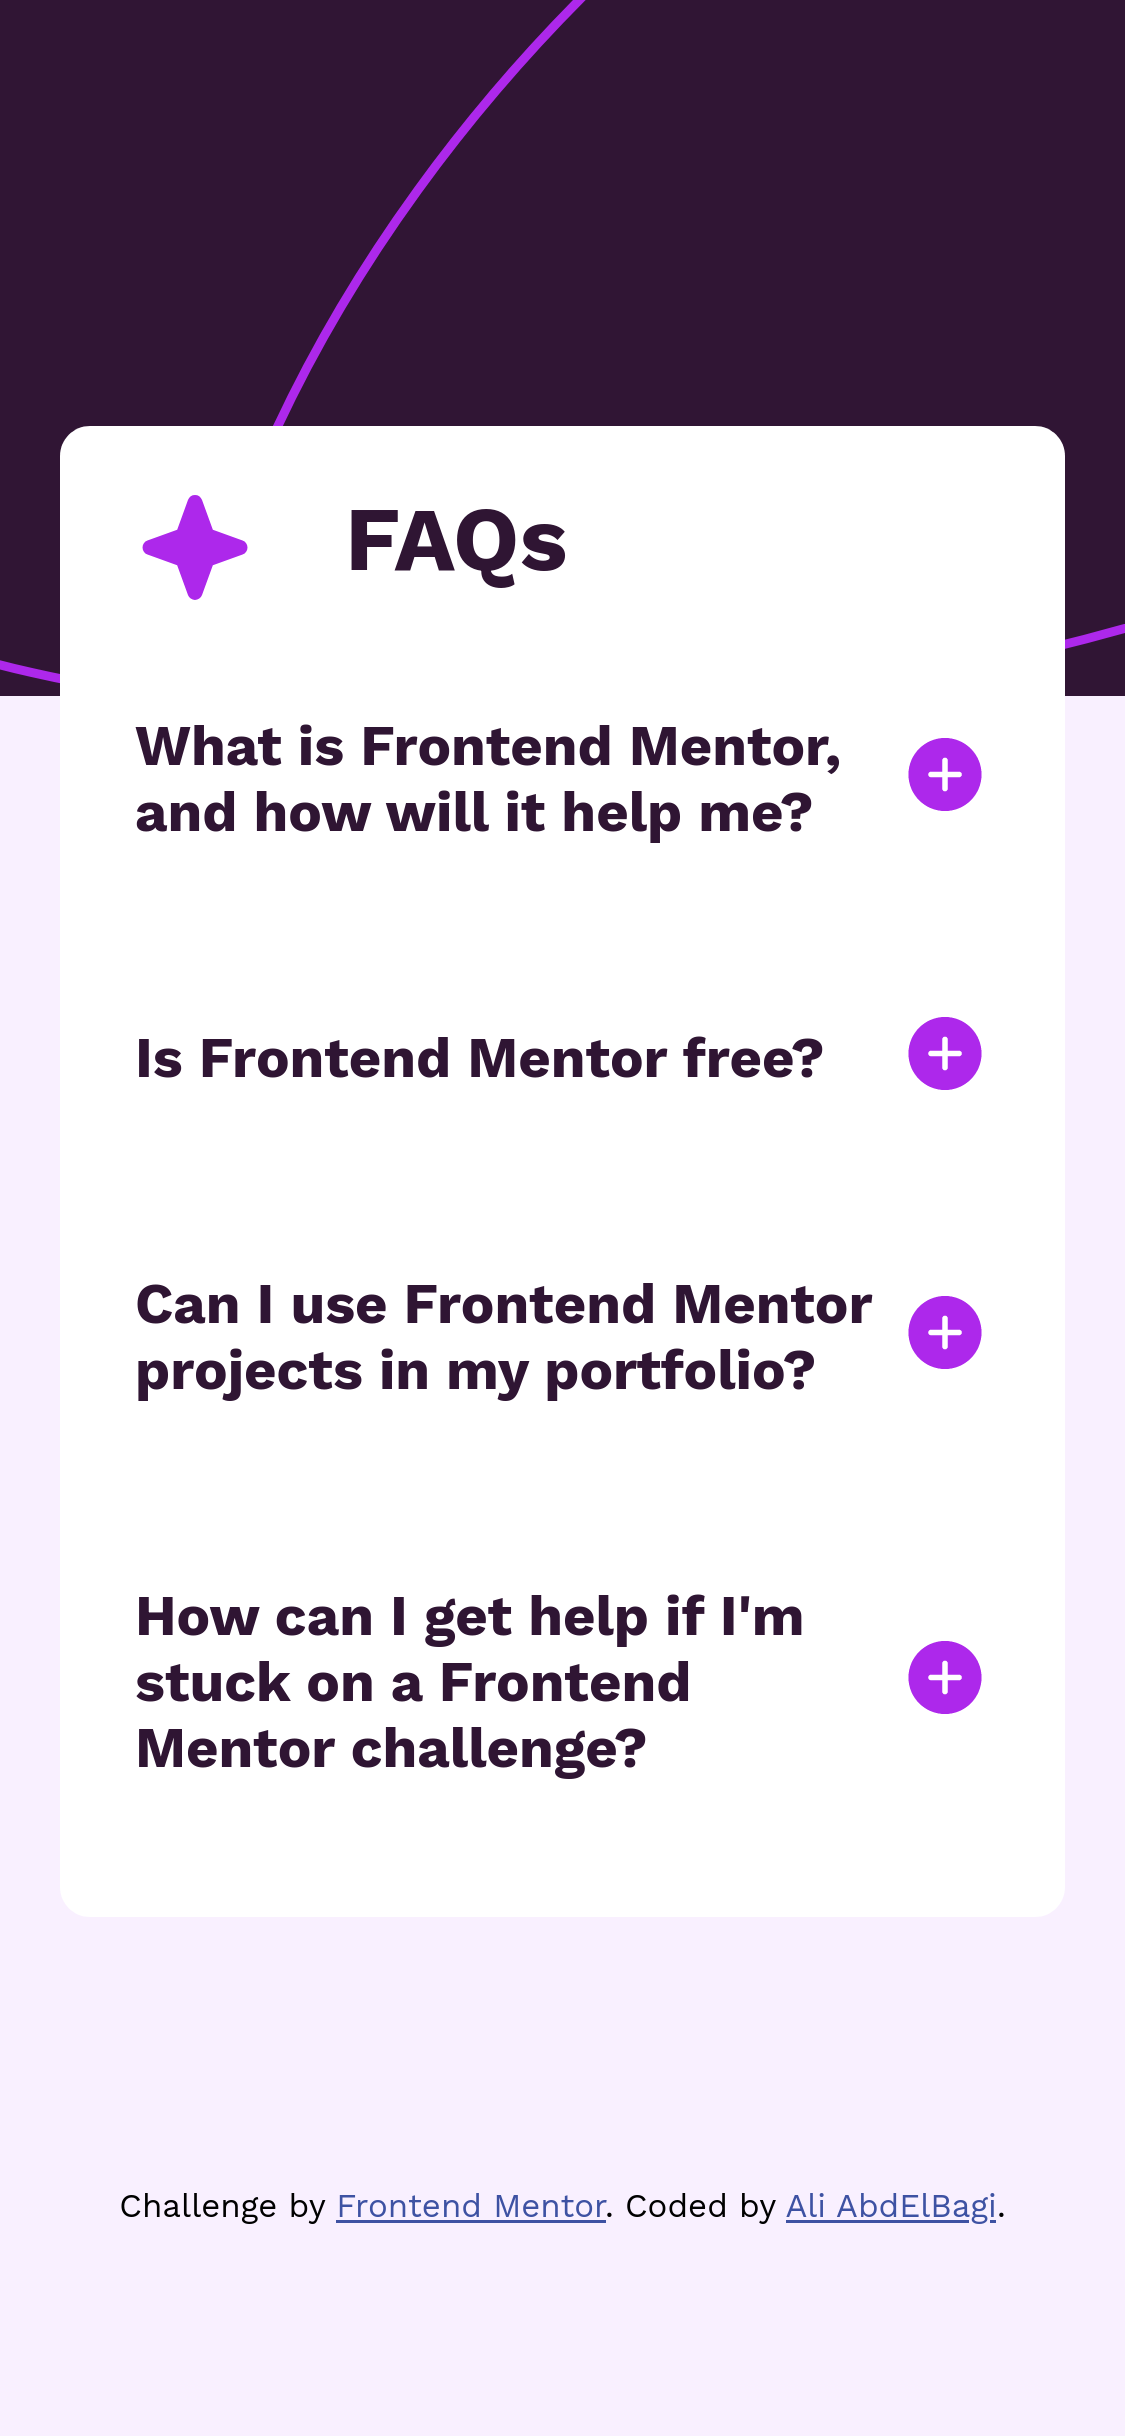 FAQs
What is Frontend Mentor,
and how will it help me?
Is Frontend Mentor free?
Can I use Frontend Mentor
projects in my portfolio?
How can I get help if I'm
stuck on a Frontend
Mentor challenge?
Challenge by Frontend Mentor. Coded by Ali AbdElBagi.